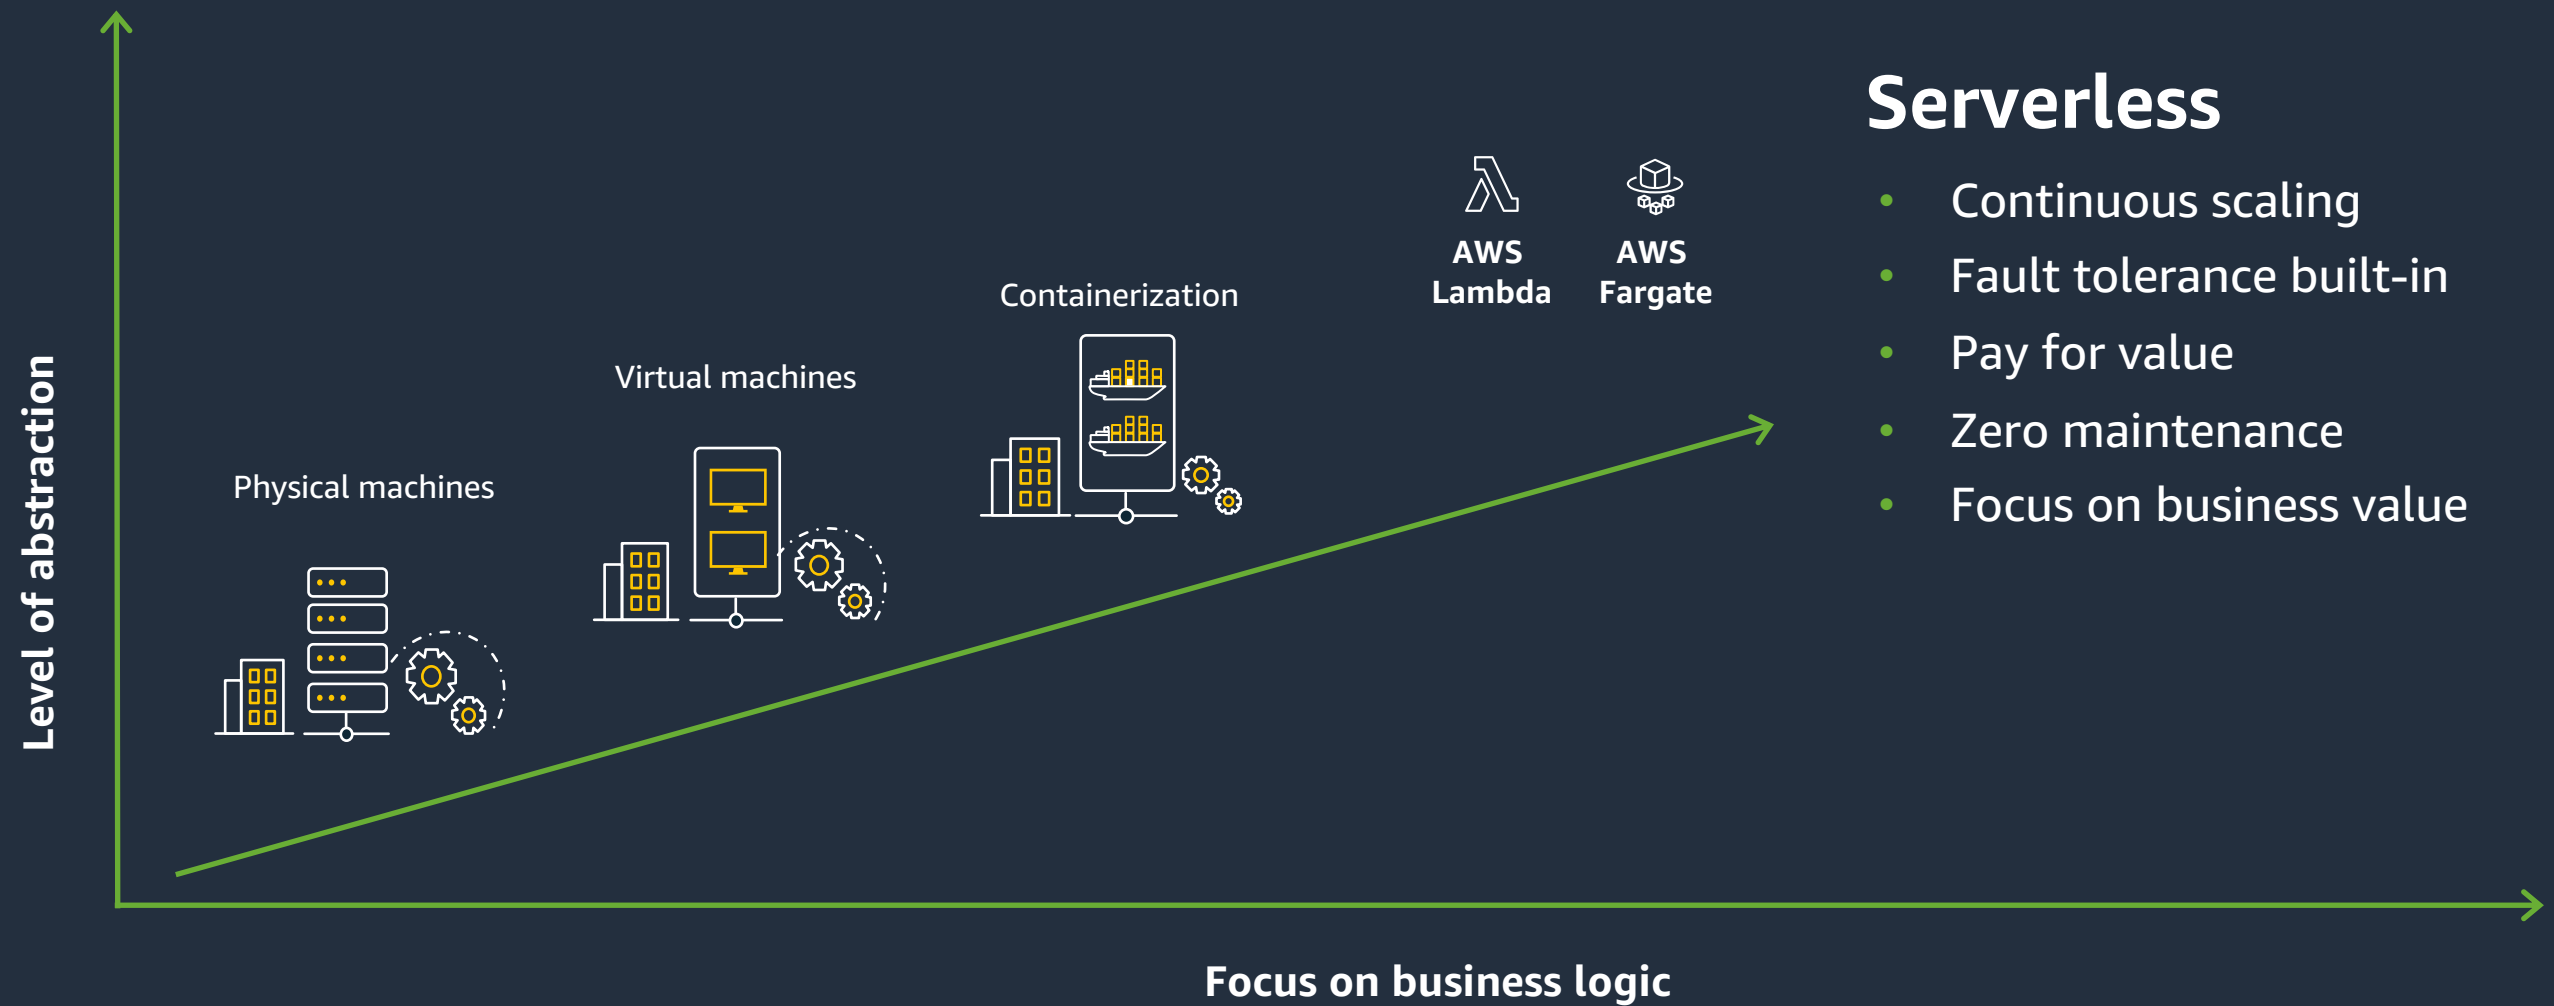 Serverless
• Continuous scaling
• Fault tolerance built-in
• Pay for value
• Zero maintenance
• Focus on business value
AWS
Lambda
AWS
Fargate
Containerization
Virtual machines
Physical machines
Level of abstraction
Focus on business logic